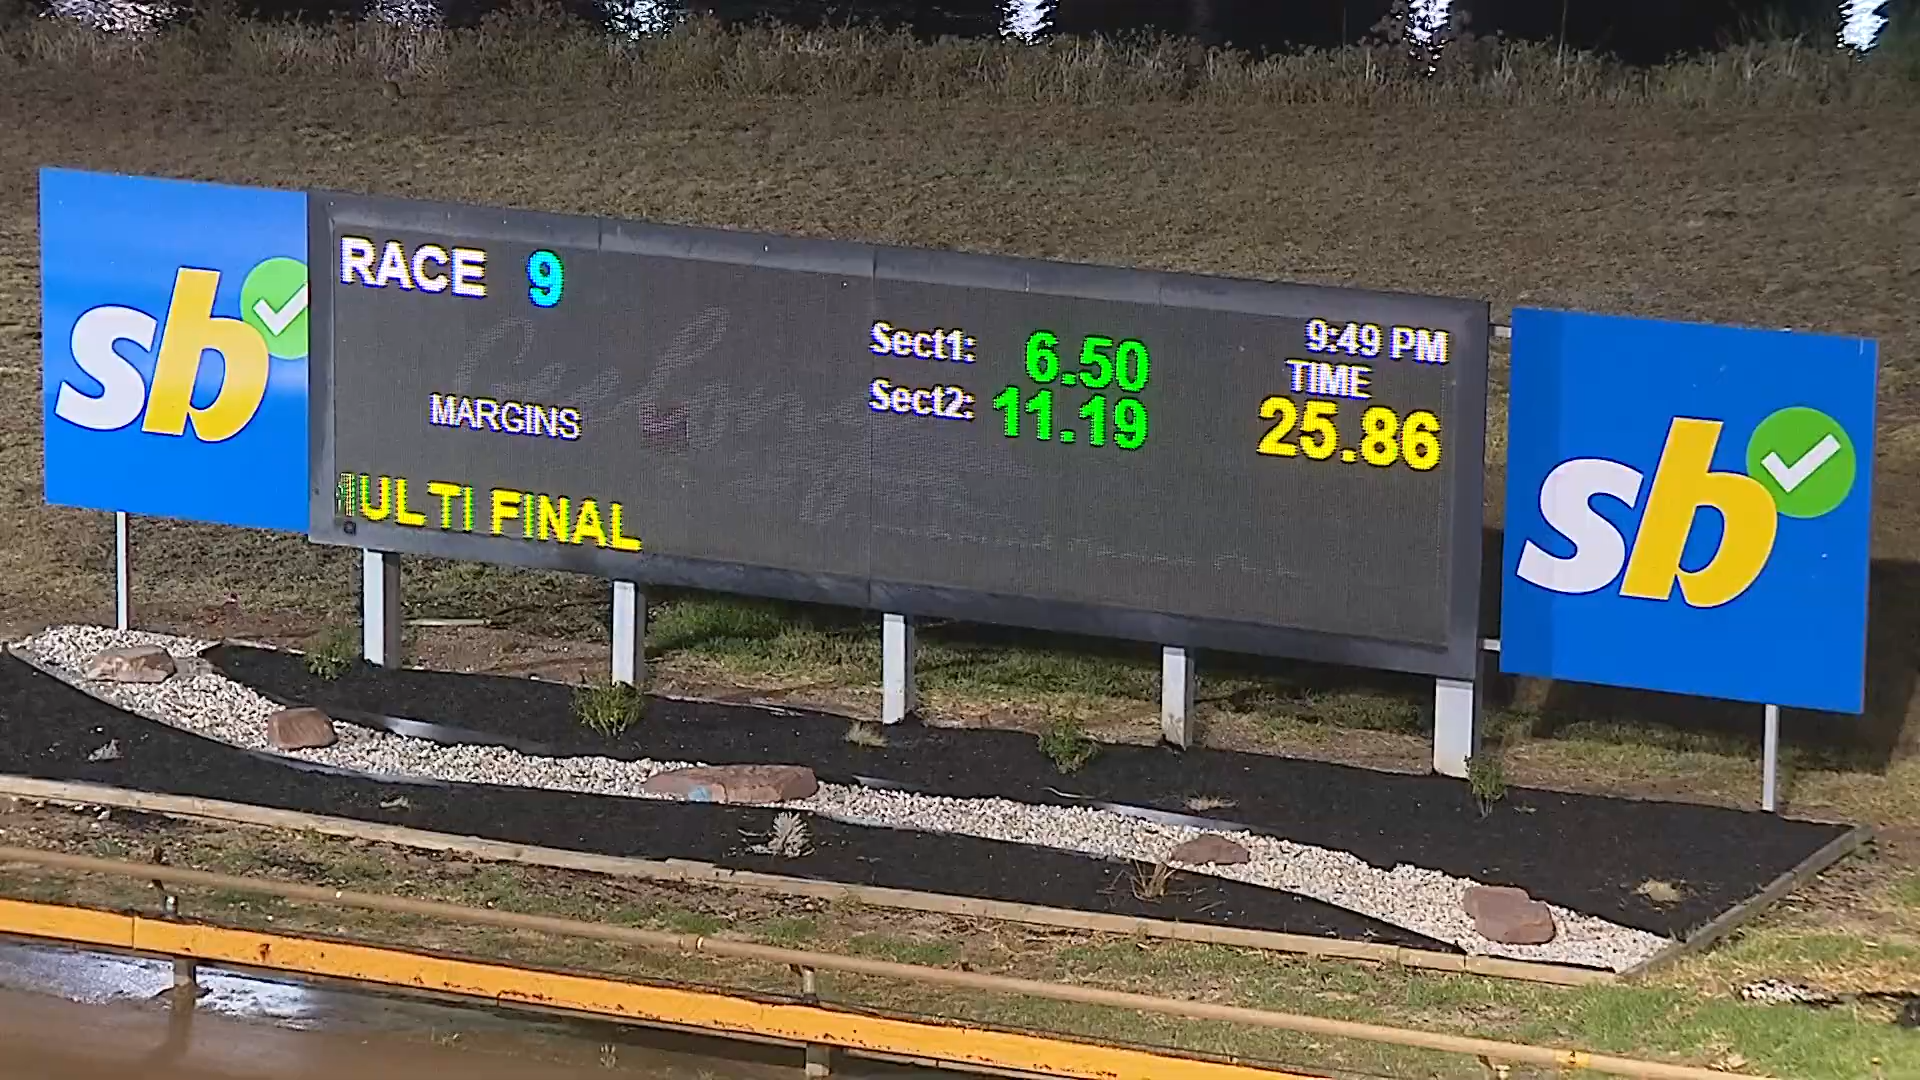 sb
RACE 9
Sect1: 6.50
9:49 PM
TIME
Sect2: 11.19
25.86
MARGINS
ULTI FINAL
sb